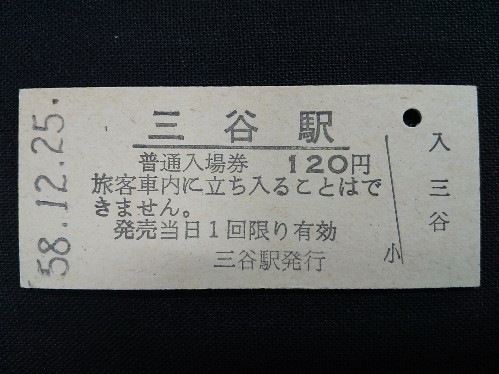 三谷駅
普通入場券 120円
旅客車内に立ち入ることはで
きません。
発売当日1回限り有効
三谷駅発行
58.12.25.
入三谷
小